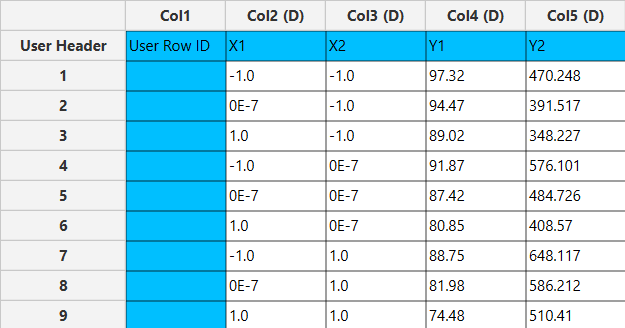 Col1 Col2 (D) Col3 (D) Col4 (D) Col5 (D)
User Header User Row ID X1 X2 Y1 Y2
1 -1.0 -1.0 97.32 470.248
2 0E-7 -1.0 94.47 391.517
3 1.0 -1.0 89.02 348.227
4 -1.0 0E-7 91.87 576.101
5 0E-7 0E-7 87.42 484.726
6 1.0 0E-7 80.85 408.57
7 -1.0 1.0 88.75 648.117
8 0E-7 1.0 81.98 586.212
9 1.0 1.0 74.48 510.41